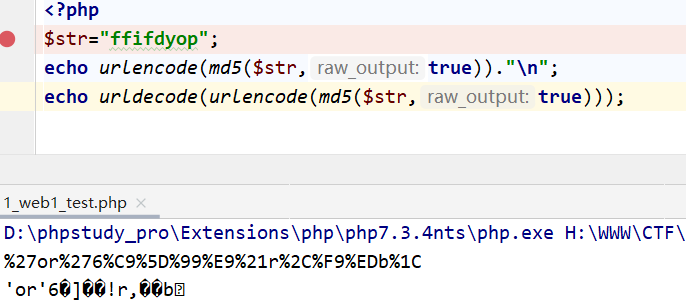 <?php
$str="ffifdyop";
echo urlencode(md5($str, raw_output: true))."\n";
echo urldecode(urlencode(md5($str, raw_output: true)));
1_web1_test.php ×
D:\phpstudy_pro\Extensions\php\php7.3.4nts\php.exe H:\WWW\CTF\
%27or%276%C9%5D%99%E9%21r%2C%F9%EDb%1C
'or'6�]��!r,��b